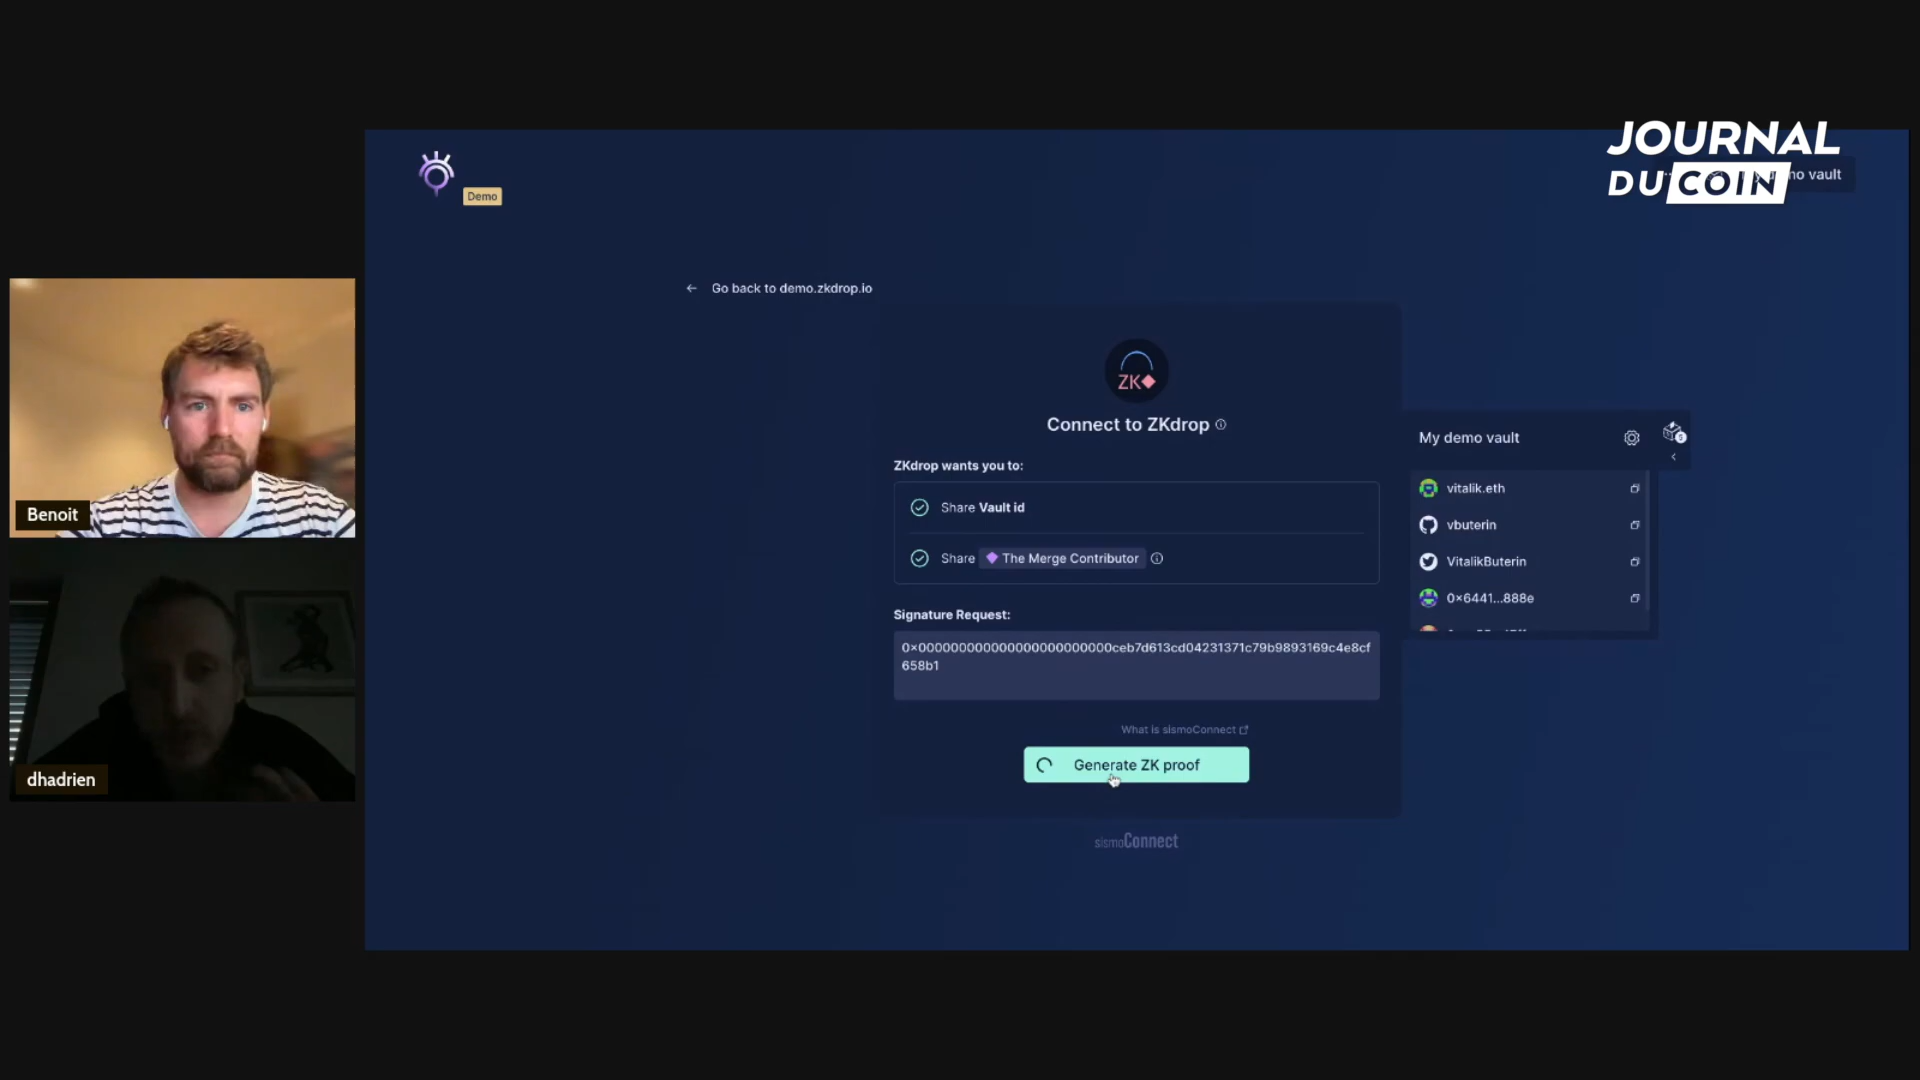 JOURNAL
DU COIN
no vault
Demo
Go back to demo.zkdrop.io
ZK
Connect to ZKdrop
ZKdrop wants you to:
Share Vault id
Share The Merge Contributor
Signature Request:
0x000000000000000000000000ceb7d613cd04231371c79b9893169c4e8cf
658b1
What is sismoConnect
Generate ZK proof
sismoConnect
My demo vault
vitalik.eth
vbuterin
VitalikButerin
0x6441...888e
Benoit
dhadrien